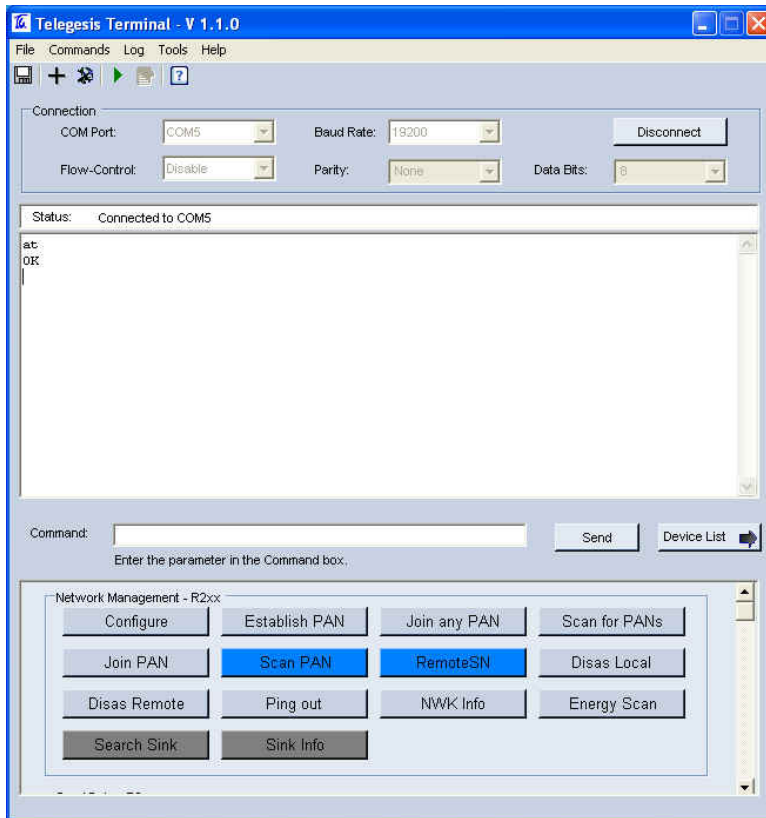 Telegesis Terminal - V 1.1.0
File Commands Log Tools Help
Connection
COM Port: COM5 Baud Rate: 19200 Disconnect
Flow-Control: Disable Parity: None Data Bits: 8
Status: Connected to COM5
at
OK
Command: Send Device List
Enter the parameter in the Command box.
Network Management - R2xx
Configure Establish PAN Join any PAN Scan for PANs
Join PAN Scan PAN RemoteSN Disas Local
Disas Remote Ping out NWK Info Energy Scan
Search Sink Sink Info